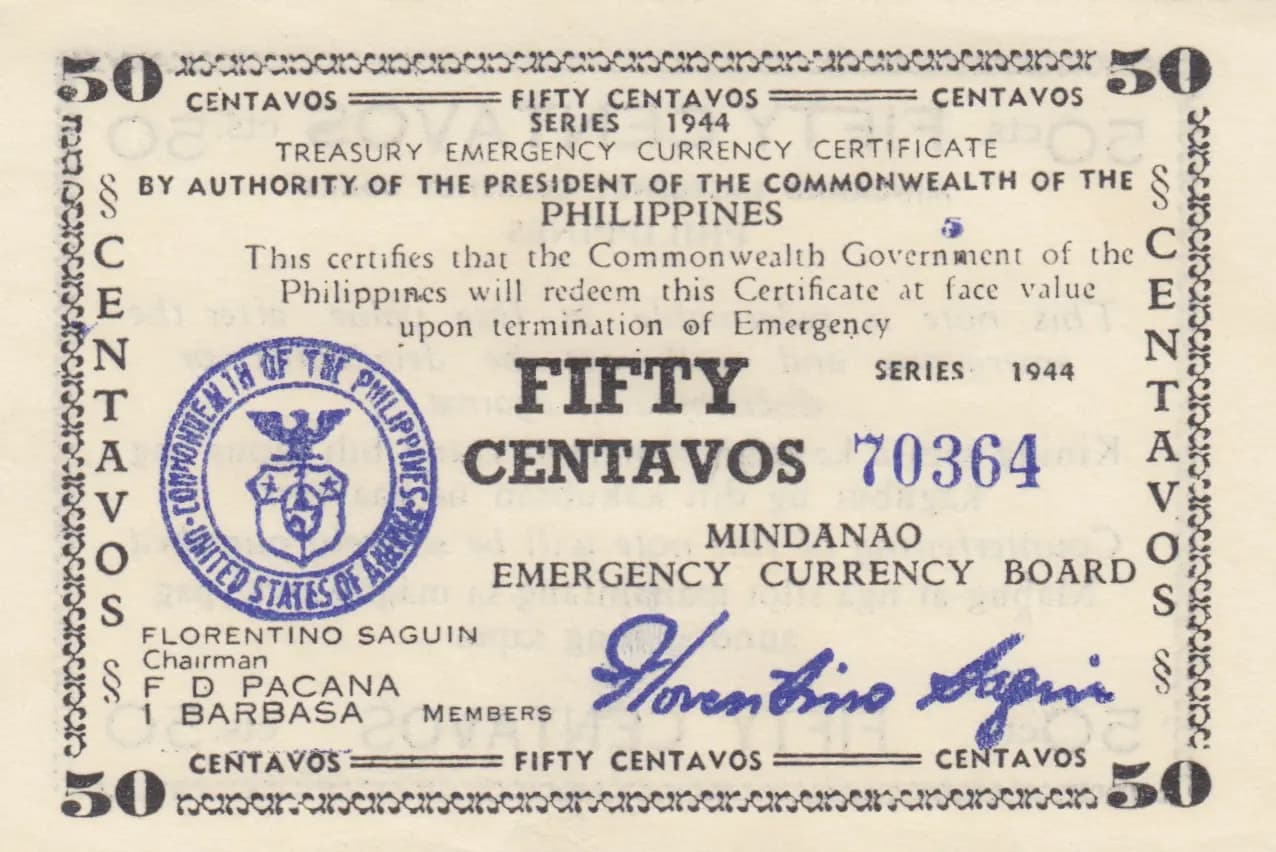 50 50
CENTAVOS FIFTY CENTAVOS CENTAVOS
SERIES 1944
TREASURY EMERGENCY CURRENCY CERTIFICATE
§ BY AUTHORITY OF THE PRESIDENT OF THE COMMONWEALTH OF THE §
PHILIPPINES
5
This certifies that the Commonwealth Government of the
Philippines will redeem this Certificate at face value
upon termination of Emergency
CENTAVOS
CENTAVOS
FIFTY SERIES 1944
CENTAVOS 70364
COMMONWEALTH OF THE PHILIPPINES
UNITED STATES OF AMERICA
MINDANAO
EMERGENCY CURRENCY BOARD
FLORENTINO SAGUIN
Chairman
§ F D PACANA §
I BARBASA MEMBERS
Florentino Saguin
CENTAVOS FIFTY CENTAVOS CENTAVOS
50 50